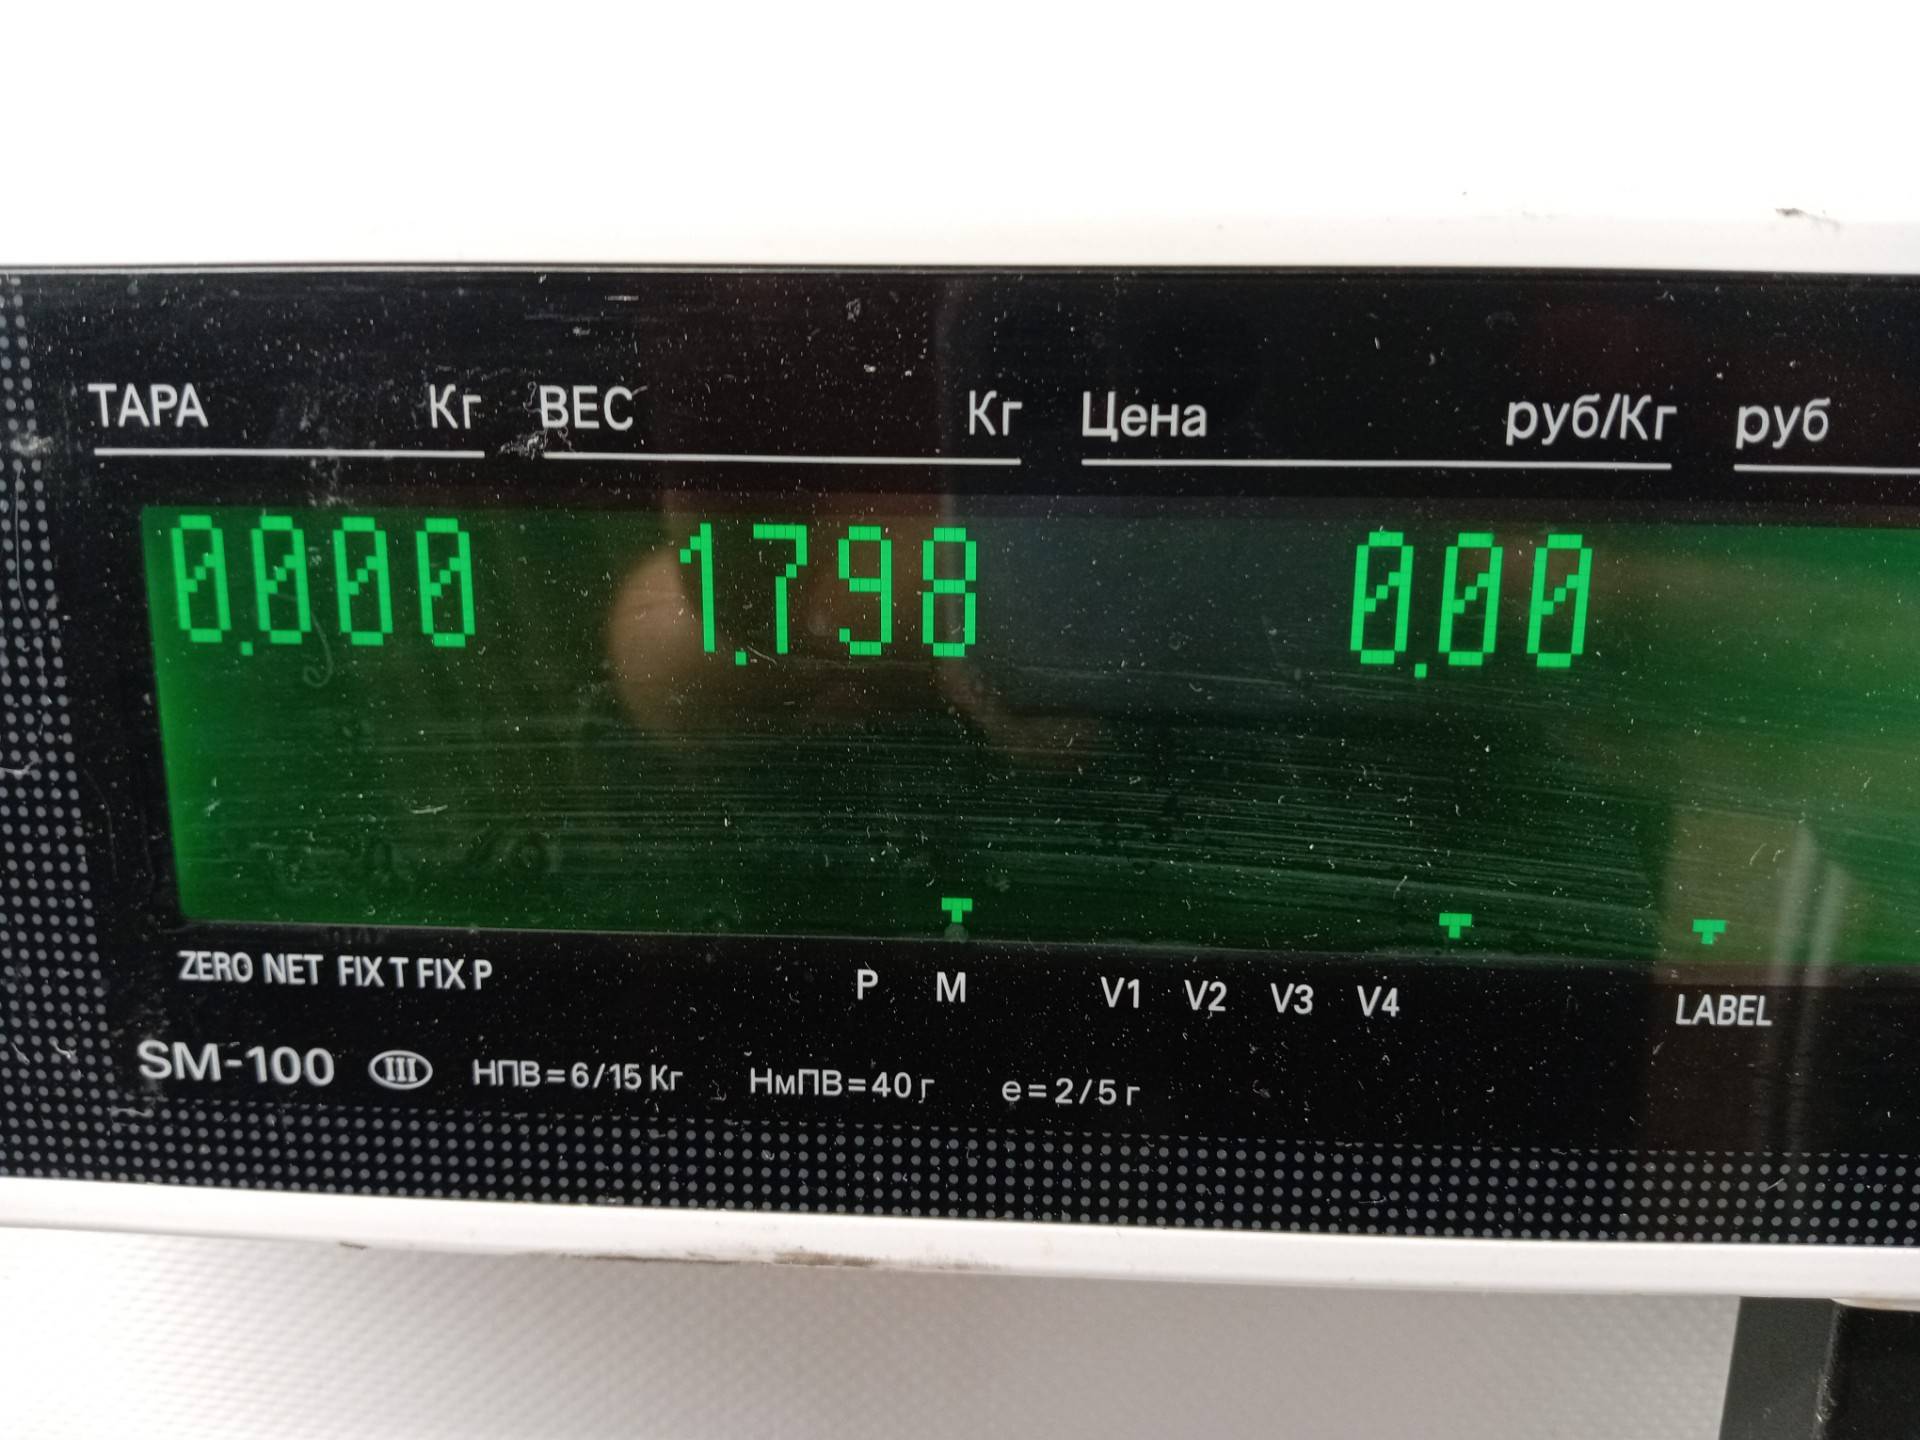 ТАРА Кг ВЕС Кг Цена руб/Кг руб
0.000 1.798 0.00
ZERO NET FIX T FIX P P M V1 V2 V3 V4 LABEL
SM-100 III НПВ=6/15 Кг НмПВ=40 г e=2/5 г